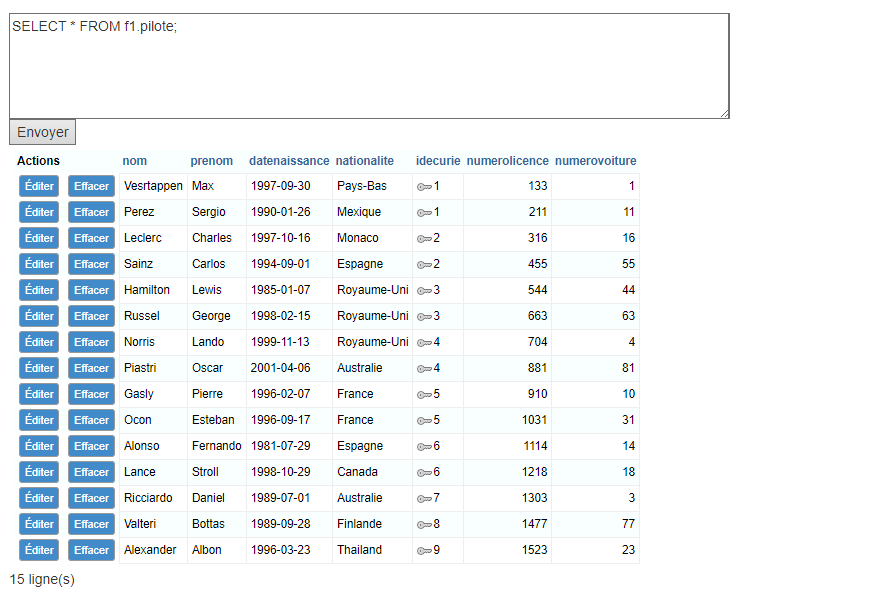 SELECT * FROM f1.pilote;
Envoyer
Actions nom prenom datenaissance nationalite idecurie numerolicence numerovoiture
Éditer Effacer Vesrtappen Max 1997-09-30 Pays-Bas 1 133 1
Éditer Effacer Perez Sergio 1990-01-26 Mexique 1 211 11
Éditer Effacer Leclerc Charles 1997-10-16 Monaco 2 316 16
Éditer Effacer Sainz Carlos 1994-09-01 Espagne 2 455 55
Éditer Effacer Hamilton Lewis 1985-01-07 Royaume-Uni 3 544 44
Éditer Effacer Russel George 1998-02-15 Royaume-Uni 3 663 63
Éditer Effacer Norris Lando 1999-11-13 Royaume-Uni 4 704 4
Éditer Effacer Piastri Oscar 2001-04-06 Australie 4 881 81
Éditer Effacer Gasly Pierre 1996-02-07 France 5 910 10
Éditer Effacer Ocon Esteban 1996-09-17 France 5 1031 31
Éditer Effacer Alonso Fernando 1981-07-29 Espagne 6 1114 14
Éditer Effacer Lance Stroll 1998-10-29 Canada 6 1218 18
Éditer Effacer Ricciardo Daniel 1989-07-01 Australie 7 1303 3
Éditer Effacer Valteri Bottas 1989-09-28 Finlande 8 1477 77
Éditer Effacer Alexander Albon 1996-03-23 Thailand 9 1523 23
15 ligne(s)